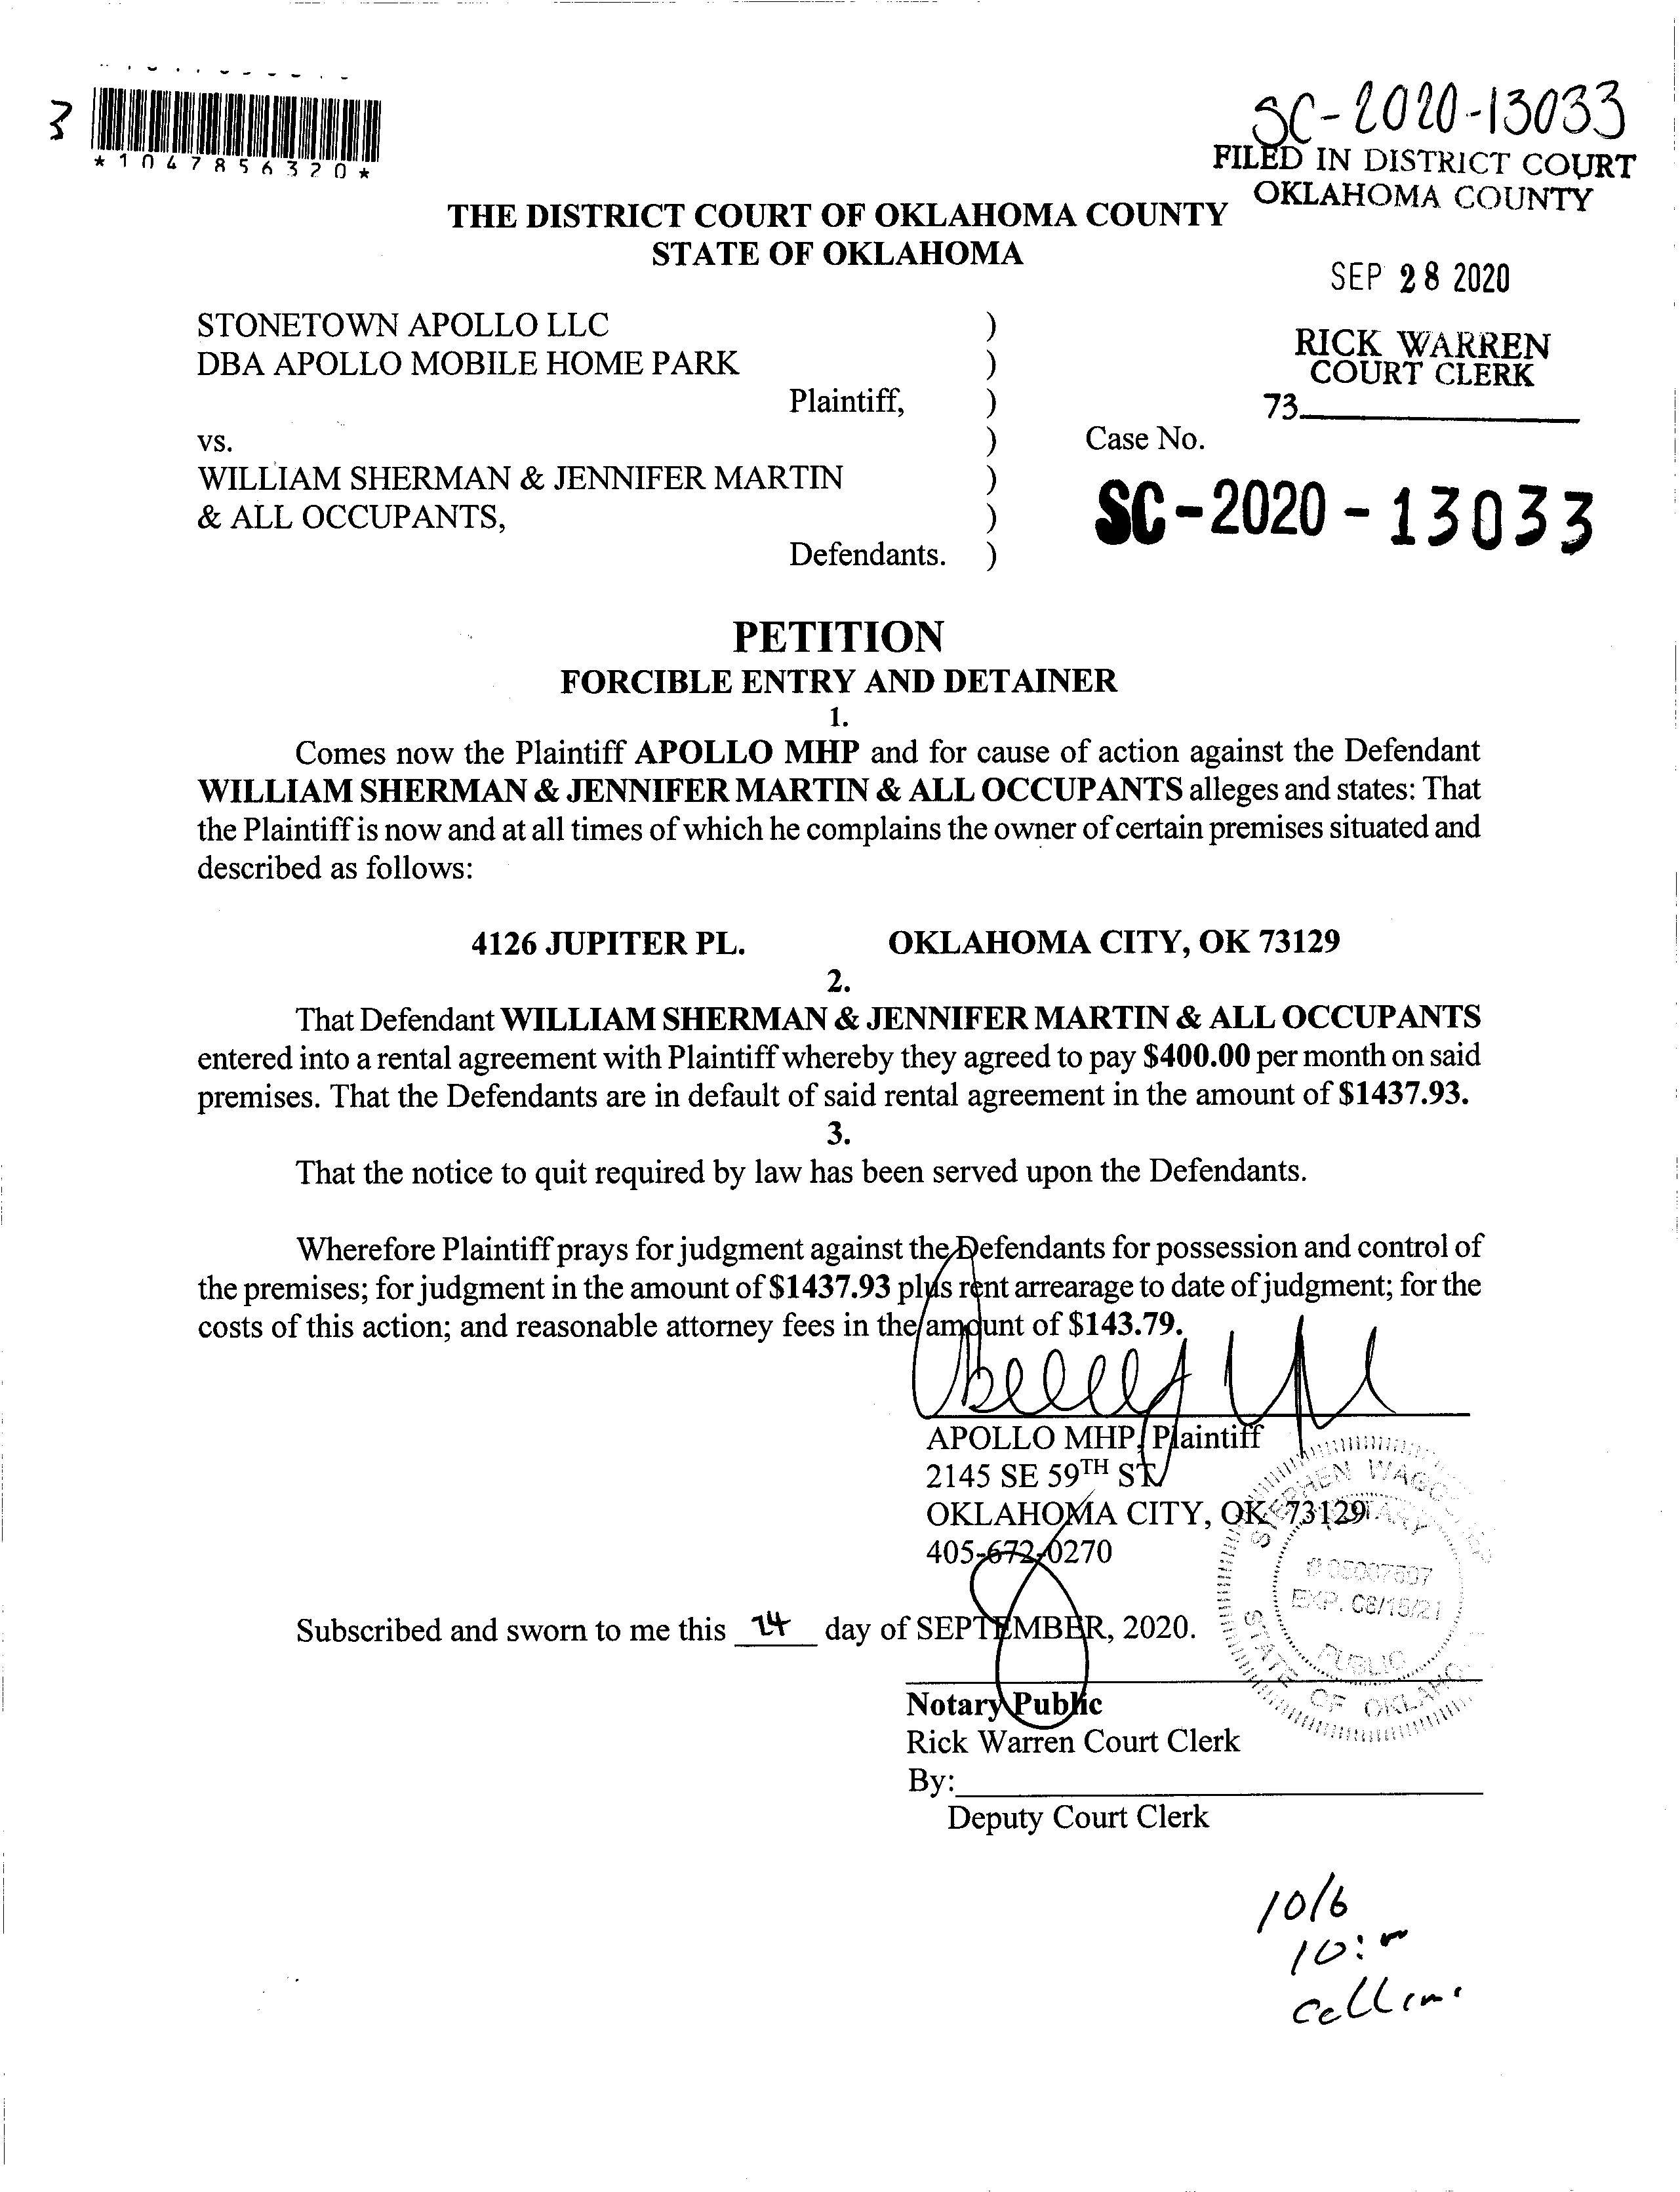 3
*1047856320*
SC-2020-13033
FILED IN DISTRICT COURT
OKLAHOMA COUNTY
THE DISTRICT COURT OF OKLAHOMA COUNTY
STATE OF OKLAHOMA
SEP 28 2020
RICK WARREN
COURT CLERK
73
STONETOWN APOLLO LLC )
DBA APOLLO MOBILE HOME PARK )
Plaintiff, )
vs. ) Case No.
WILLIAM SHERMAN & JENNIFER MARTIN )
& ALL OCCUPANTS, )
Defendants. )
SC-2020-13033
PETITION
FORCIBLE ENTRY AND DETAINER
1.
Comes now the Plaintiff APOLLO MHP and for cause of action against the Defendant
WILLIAM SHERMAN & JENNIFER MARTIN & ALL OCCUPANTS alleges and states: That
the Plaintiff is now and at all times of which he complains the owner of certain premises situated and
described as follows:
4126 JUPITER PL. OKLAHOMA CITY, OK 73129
2.
That Defendant WILLIAM SHERMAN & JENNIFER MARTIN & ALL OCCUPANTS
entered into a rental agreement with Plaintiff whereby they agreed to pay $400.00 per month on said
premises. That the Defendants are in default of said rental agreement in the amount of $1437.93.
3.
That the notice to quit required by law has been served upon the Defendants.
Wherefore Plaintiff prays for judgment against the Defendants for possession and control of
the premises; for judgment in the amount of $1437.93 plus rent arrearage to date of judgment; for the
costs of this action; and reasonable attorney fees in the amount of $143.79.
APOLLO MHP, Plaintiff
2145 SE 59TH ST.
OKLAHOMA CITY, OK 73129
405-672-0270
STEPHEN
NOTARY
EXP. 08/15/21
PUBLIC
STATE OF OKLAHOMA
Subscribed and sworn to me this 24 day of SEPTEMBER, 2020.
Notary Public
Rick Warren Court Clerk
By:
Deputy Court Clerk
10/6